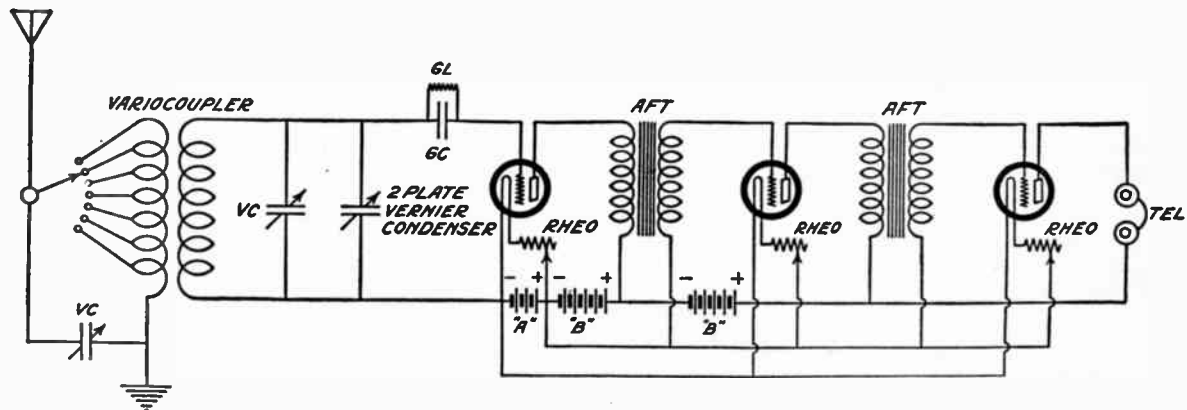 GL
VARIOCOUPLER
AFT
AFT
GC
VC
2 PLATE
VERNIER
CONDENSER
RHEO
RHEO
RHEO
TEL
- + - + - +
"A" "B" "B"
VC